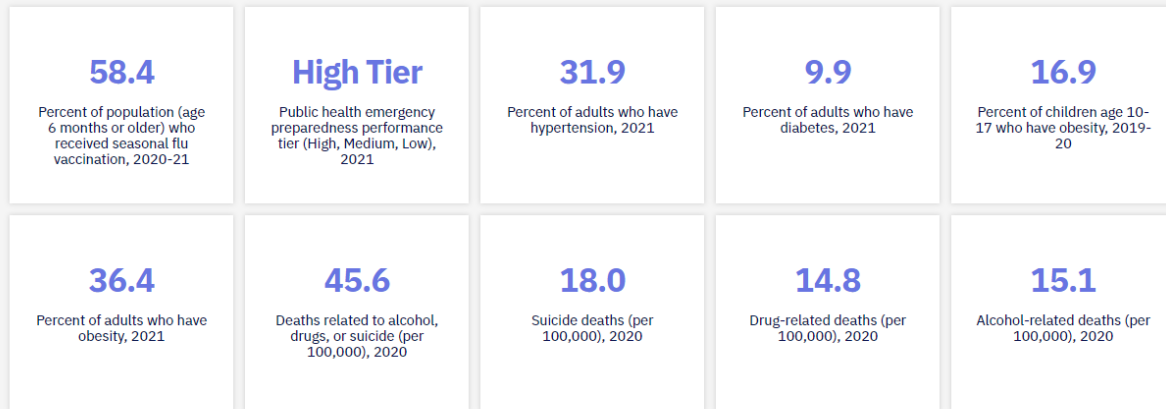 58.4
Percent of population (age
6 months or older) who
received seasonal flu
vaccination, 2020-21
High Tier
Public health emergency
preparedness performance
tier (High, Medium, Low),
2021
31.9
Percent of adults who have
hypertension, 2021
9.9
Percent of adults who have
diabetes, 2021
16.9
Percent of children age 10-
17 who have obesity, 2019-
20
36.4
Percent of adults who have
obesity, 2021
45.6
Deaths related to alcohol,
drugs, or suicide (per
100,000), 2020
18.0
Suicide deaths (per
100,000), 2020
14.8
Drug-related deaths (per
100,000), 2020
15.1
Alcohol-related deaths (per
100,000), 2020